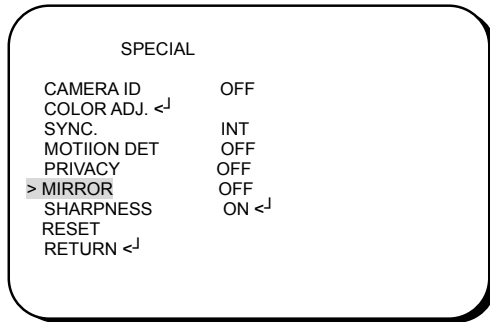 SPECIAL
CAMERA ID OFF
COLOR ADJ. <┘
SYNC. INT
MOTIION DET OFF
PRIVACY OFF
> MIRROR OFF
SHARPNESS ON <┘
RESET
RETURN <┘